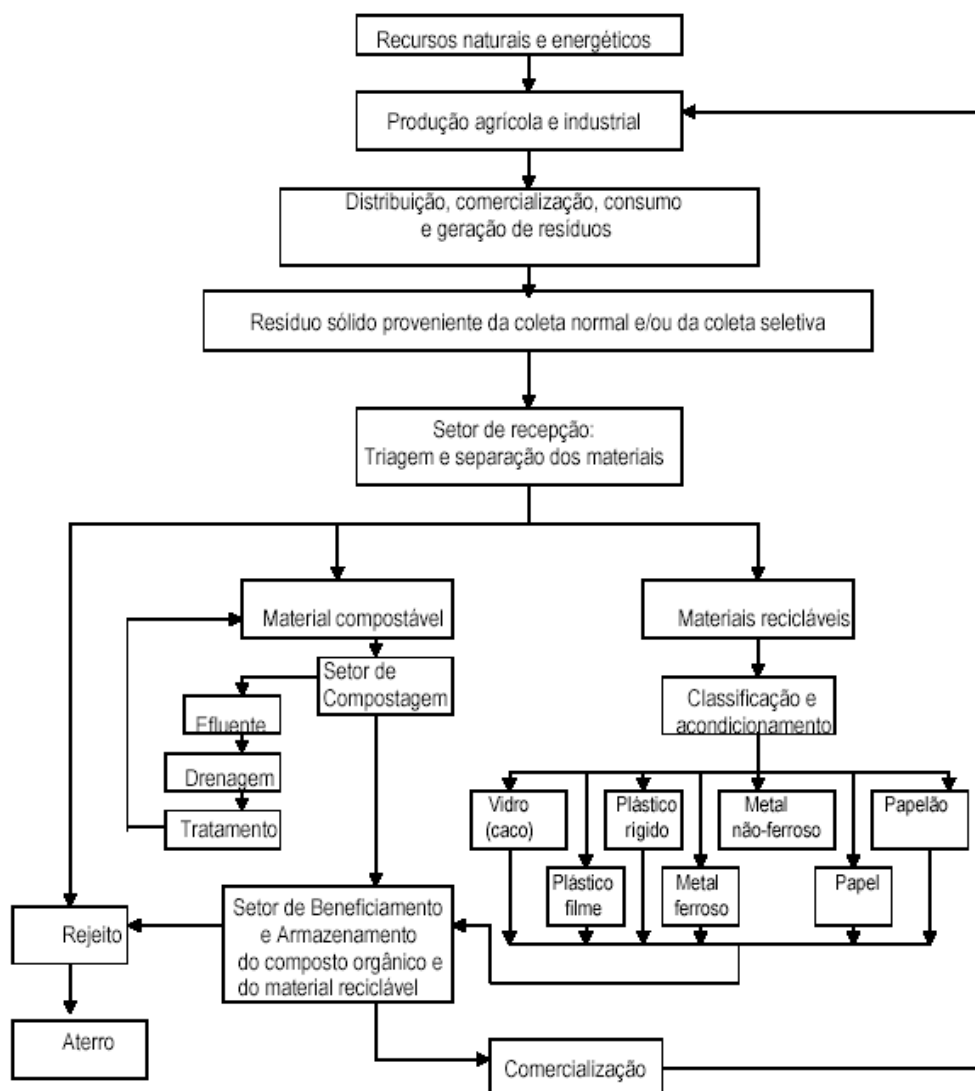 Recursos naturais e energéticos
Produção agrícola e industrial
Distribuição, comercialização, consumo
e geração de resíduos
Resíduo sólido proveniente da coleta normal e/ou da coleta seletiva
Setor de recepção:
Triagem e separação dos materiais
Material compostável
Materiais recicláveis
Setor de
Compostagem
Classificação e
acondicionamento
Efluente
Drenagem
Tratamento
Vidro
(caco)
Plástico
rígido
Metal
não-ferroso
Papelão
Plástico
filme
Metal
ferroso
Papel
Rejeito
Setor de Beneficiamento
e Armazenamento
do composto orgânico e
do material reciclável
Aterro
Comercialização